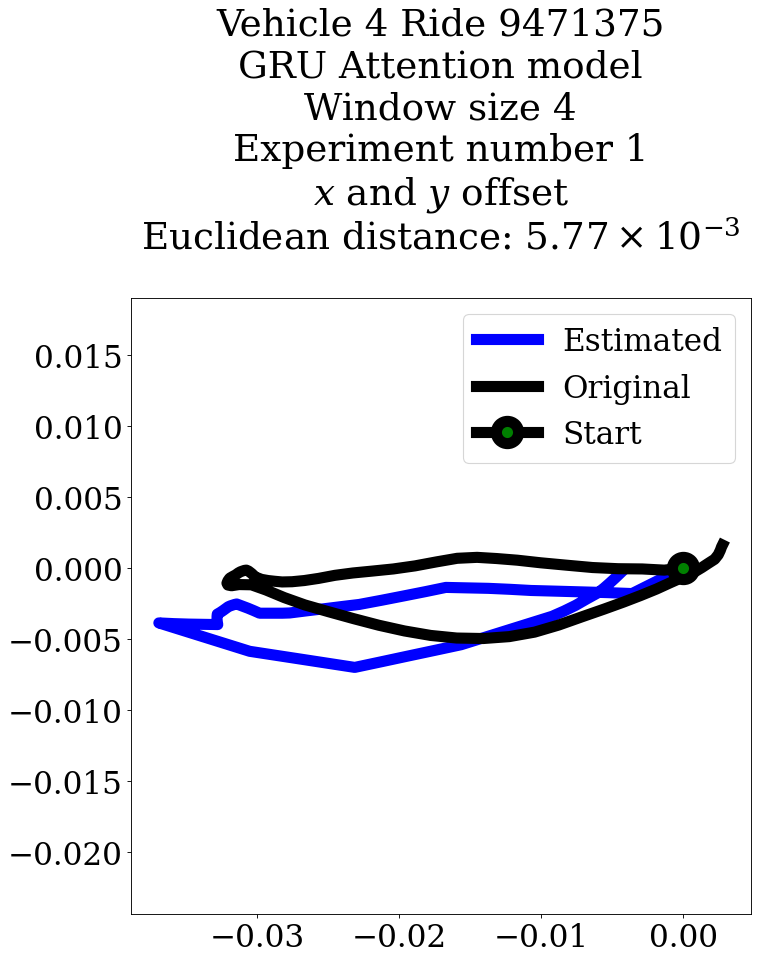 Vehicle 4 Ride 9471375
GRU Attention model
Window size 4
Experiment number 1
x and y offset
Euclidean distance: 5.77 × 10⁻³
Estimated
Original
Start
0.015
0.010
0.005
0.000
−0.005
−0.010
−0.015
−0.020
−0.03 −0.02 −0.01 0.00